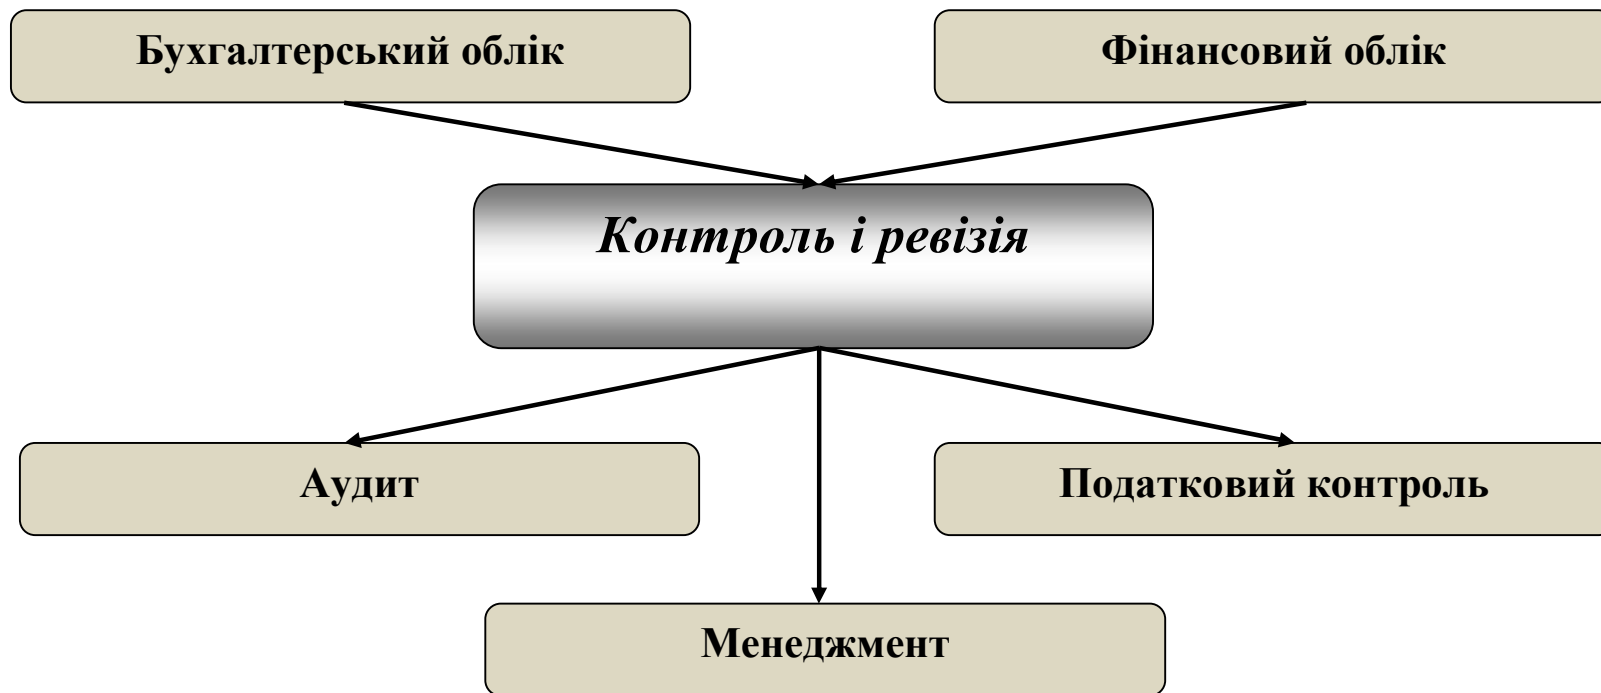 Бухгалтерський облік
Фінансовий облік
Контроль і ревізія
Аудит
Податковий контроль
Менеджмент